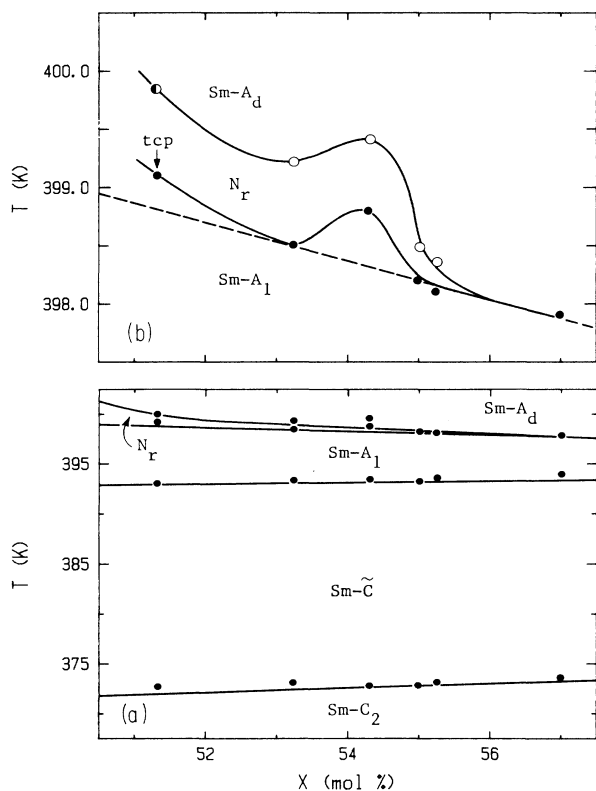 400.0
Sm-A_d
tcp
399.0
N_r
T (K)
Sm-A_1
398.0
(b)
Sm-A_d
N_r
395
Sm-A_1
385
T (K)
Sm-C̃
375
Sm-C_2
(a)
52 54 56
X (mol %)